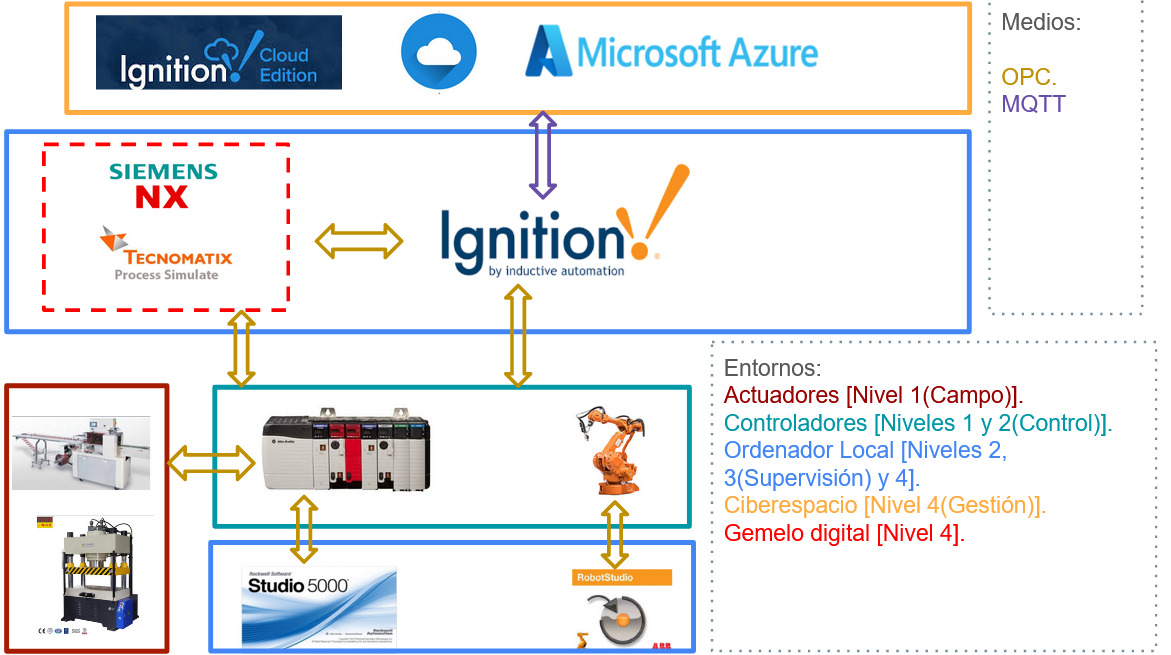 Ignition!
Cloud
Edition
Microsoft Azure
Medios:
OPC.
MQTT
SIEMENS
NX
TECNOMATIX
Process Simulate
Ignition!
by inductive automation
Entornos:
Actuadores [Nivel 1(Campo)].
Controladores [Niveles 1 y 2(Control)].
Ordenador Local [Niveles 2,
3(Supervisión) y 4].
Ciberespacio [Nivel 4(Gestión)].
Gemelo digital [Nivel 4].
Rockwell Software
Studio 5000
Rockwell
Automation
RobotStudio
ABB